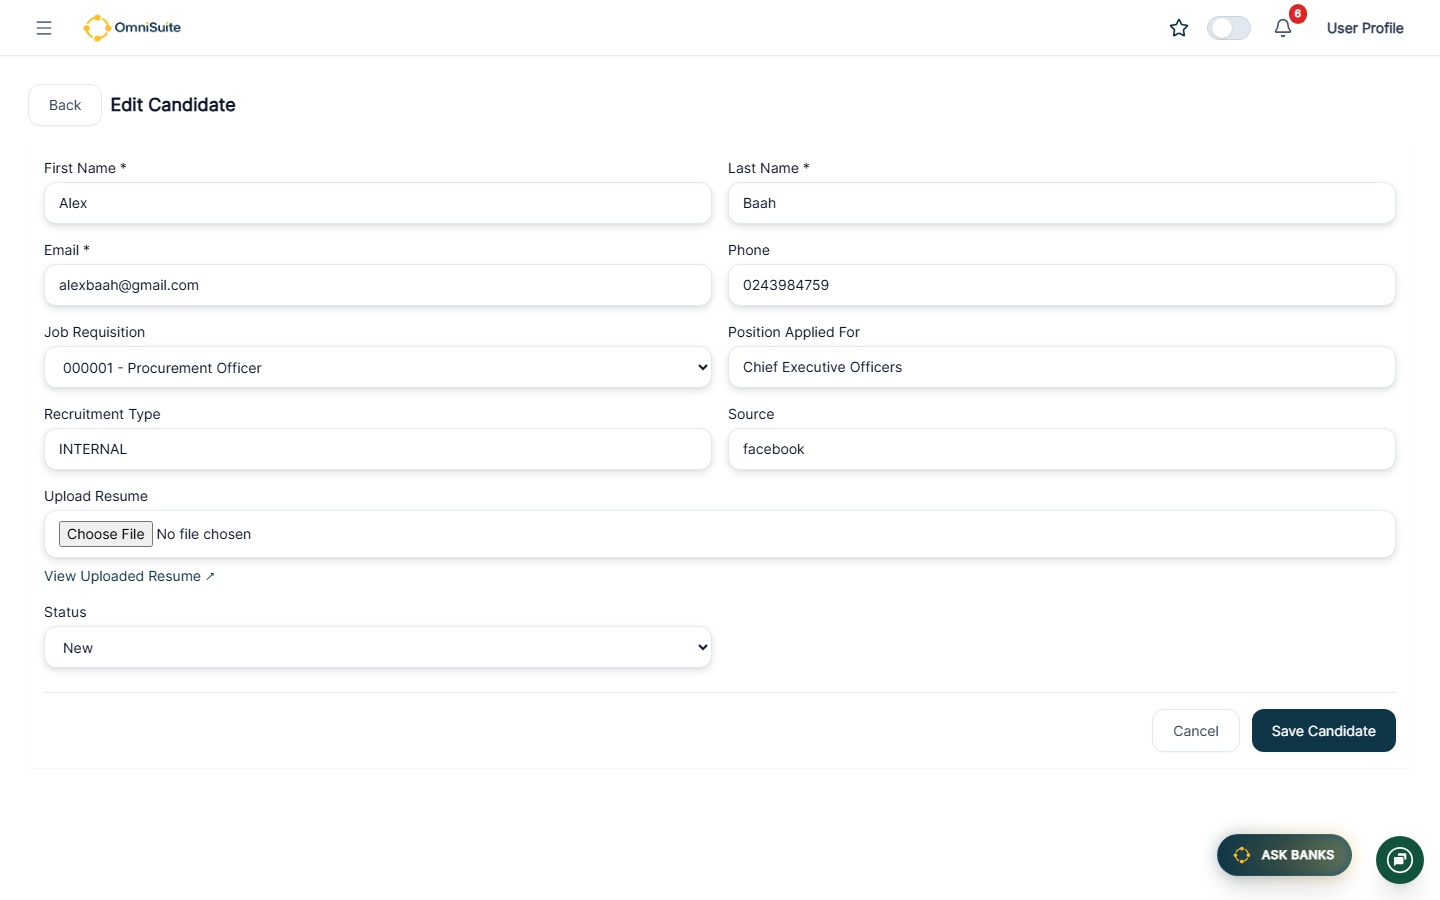 OmniSuite
6
User Profile
Back
Edit Candidate
First Name *
Last Name *
Alex
Baah
Email *
Phone
alexbaah@gmail.com
0243984759
Job Requisition
Position Applied For
000001 - Procurement Officer
Chief Executive Officers
Recruitment Type
Source
INTERNAL
facebook
Upload Resume
Choose File No file chosen
View Uploaded Resume ↗
Status
New
Cancel
Save Candidate
ASK BANKS